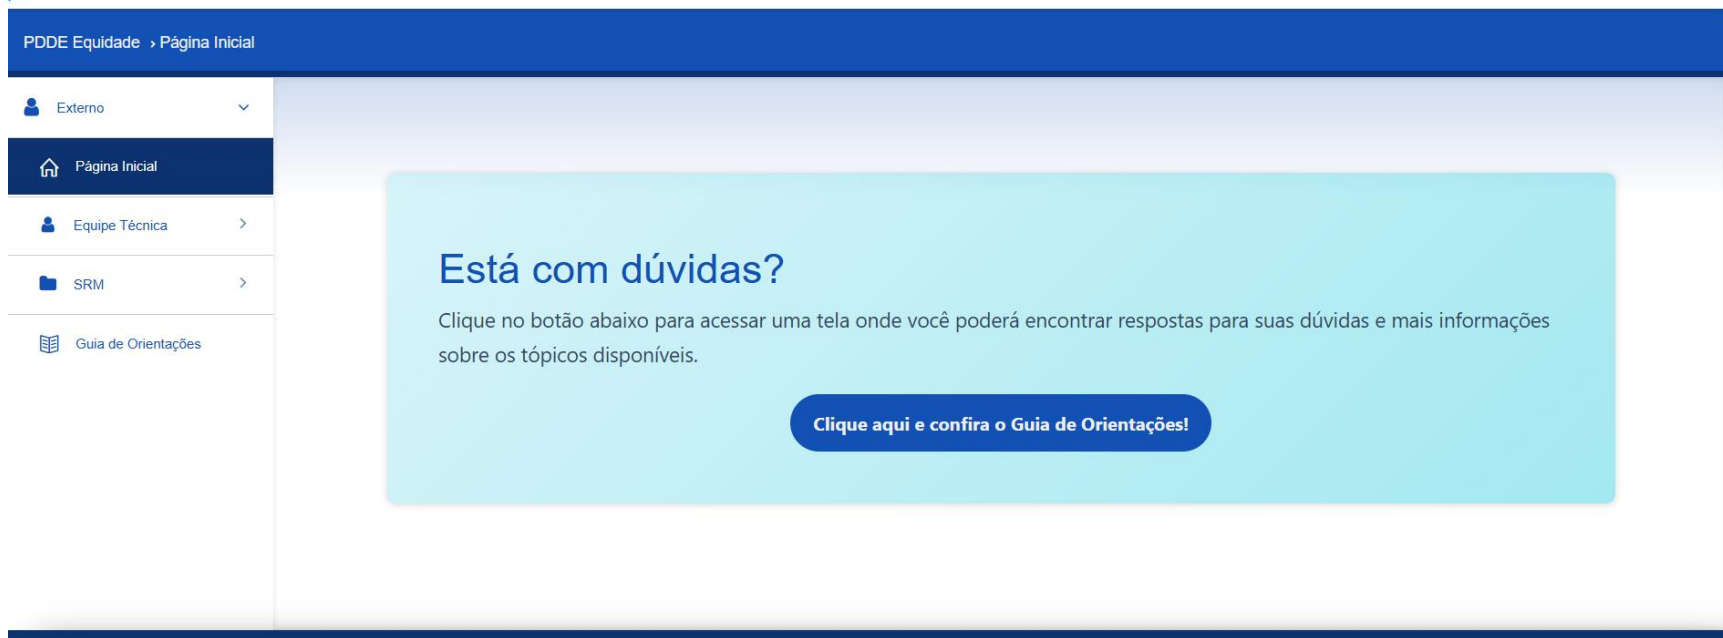 PDDE Equidade › Página Inicial
Externo
Página Inicial
Equipe Técnica
SRM
Guia de Orientações
Está com dúvidas?
Clique no botão abaixo para acessar uma tela onde você poderá encontrar respostas para suas dúvidas e mais informações
sobre os tópicos disponíveis.
Clique aqui e confira o Guia de Orientações!